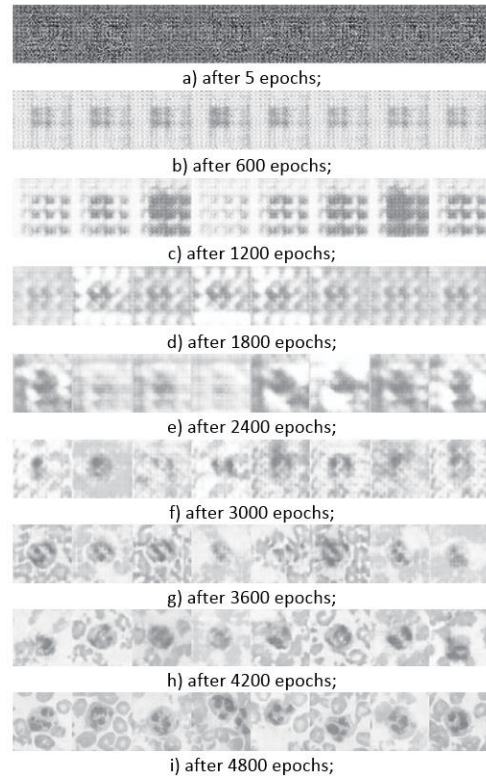 a) after 5 epochs;
b) after 600 epochs;
c) after 1200 epochs;
d) after 1800 epochs;
e) after 2400 epochs;
f) after 3000 epochs;
g) after 3600 epochs;
h) after 4200 epochs;
i) after 4800 epochs;